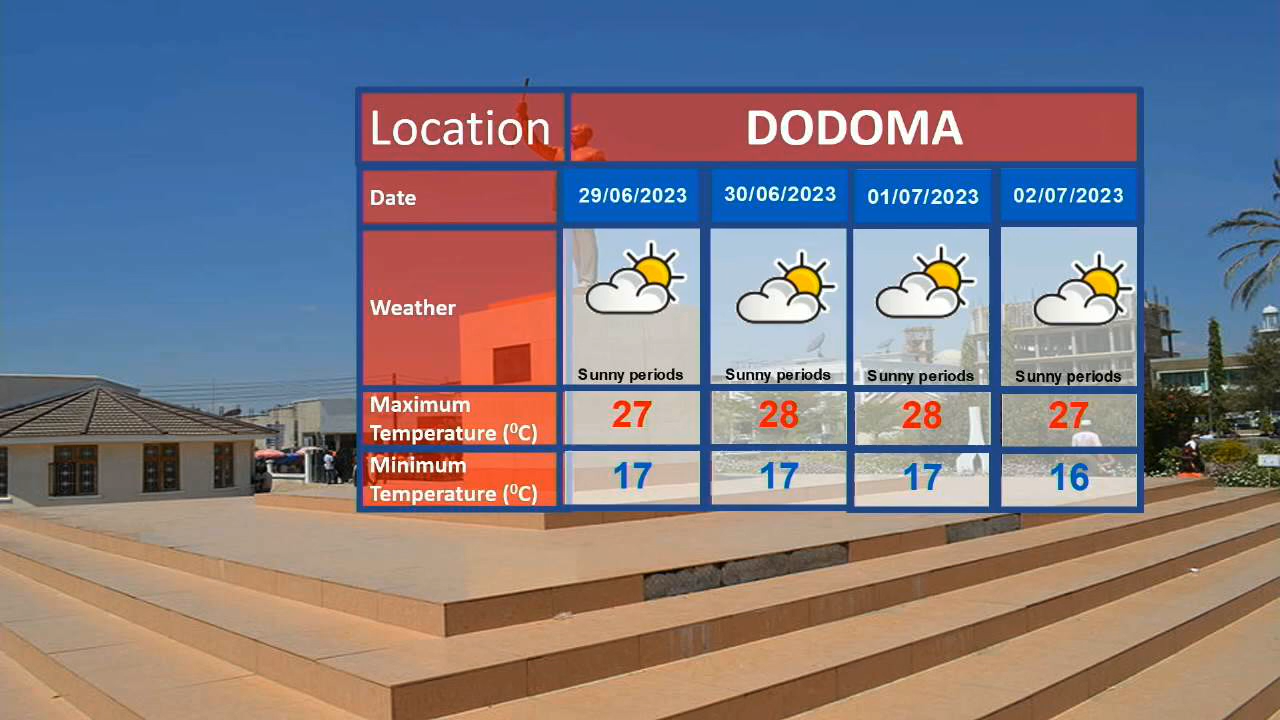 Location DODOMA
Date 29/06/2023 30/06/2023 01/07/2023 02/07/2023
Weather Sunny periods Sunny periods Sunny periods Sunny periods
Maximum
Temperature (⁰C) 27 28 28 27
Minimum
Temperature (⁰C) 17 17 17 16